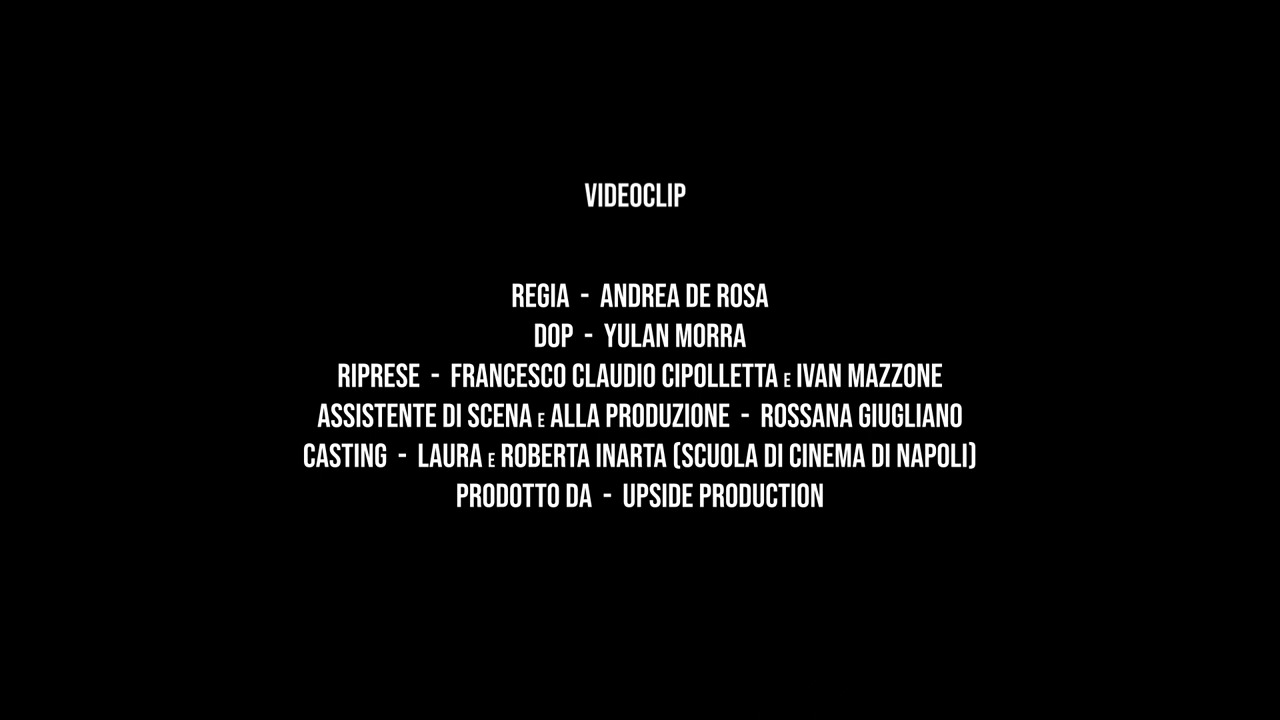 VIDEOCLIP
REGIA - ANDREA DE ROSA
DOP - YULAN MORRA
RIPRESE - FRANCESCO CLAUDIO CIPOLLETTA E IVAN MAZZONE
ASSISTENTE DI SCENA E ALLA PRODUZIONE - ROSSANA GIUGLIANO
CASTING - LAURA E ROBERTA INARTA (SCUOLA DI CINEMA DI NAPOLI)
PRODOTTO DA - UPSIDE PRODUCTION